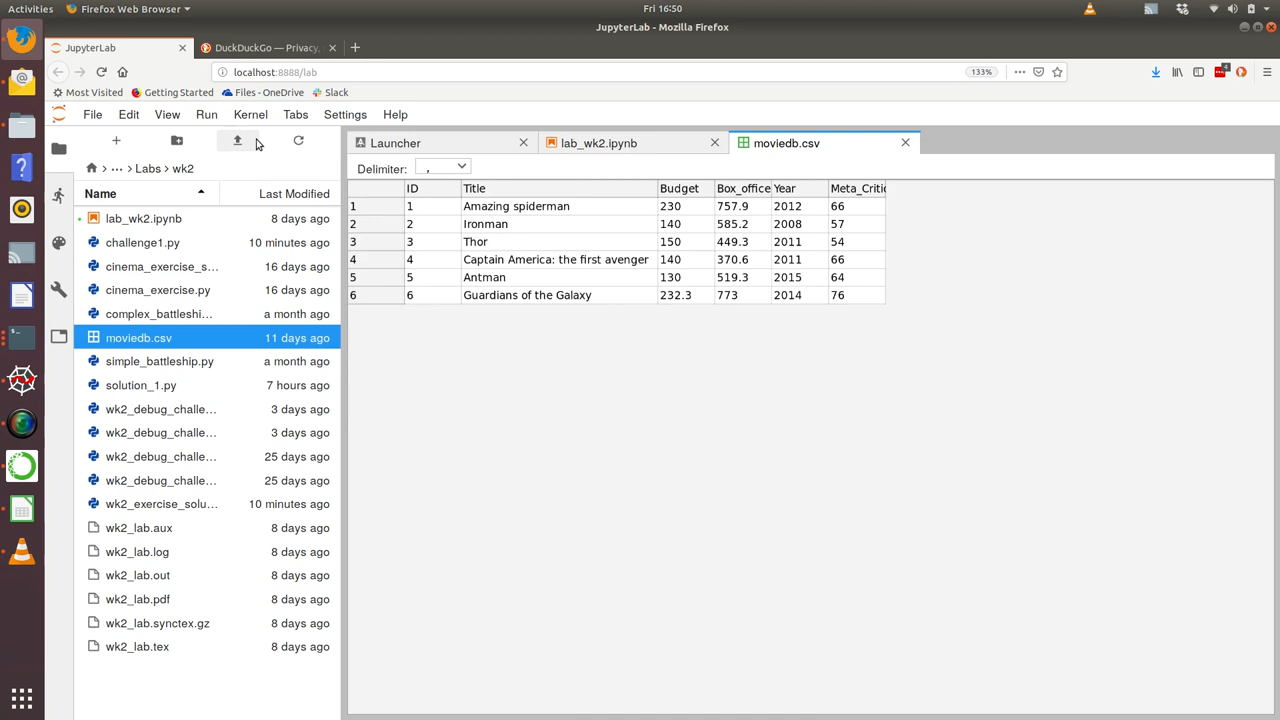 Activities Firefox Web Browser Fri 16:50
JupyterLab - Mozilla Firefox
JupyterLab DuckDuckGo — Privacy,
localhost:8888/lab 133% 4
Most Visited Getting Started Files - OneDrive Slack
File Edit View Run Kernel Tabs Settings Help
Launcher lab_wk2.ipynb moviedb.csv
> ... > Labs > wk2
Delimiter: ,
Name Last Modified
lab_wk2.ipynb 8 days ago
challenge1.py 10 minutes ago
cinema_exercise_s... 16 days ago
cinema_exercise.py 16 days ago
complex_battleshi... a month ago
moviedb.csv 11 days ago
simple_battleship.py a month ago
solution_1.py 7 hours ago
wk2_debug_challe... 3 days ago
wk2_debug_challe... 3 days ago
wk2_debug_challe... 25 days ago
wk2_debug_challe... 25 days ago
wk2_exercise_solu... 10 minutes ago
wk2_lab.aux 8 days ago
wk2_lab.log 8 days ago
wk2_lab.out 8 days ago
wk2_lab.pdf 8 days ago
wk2_lab.synctex.gz 8 days ago
wk2_lab.tex 8 days ago
ID Title Budget Box_office Year Meta_Critic
1 1 Amazing spiderman 230 757.9 2012 66
2 2 Ironman 140 585.2 2008 57
3 3 Thor 150 449.3 2011 54
4 4 Captain America: the first avenger 140 370.6 2011 66
5 5 Antman 130 519.3 2015 64
6 6 Guardians of the Galaxy 232.3 773 2014 76